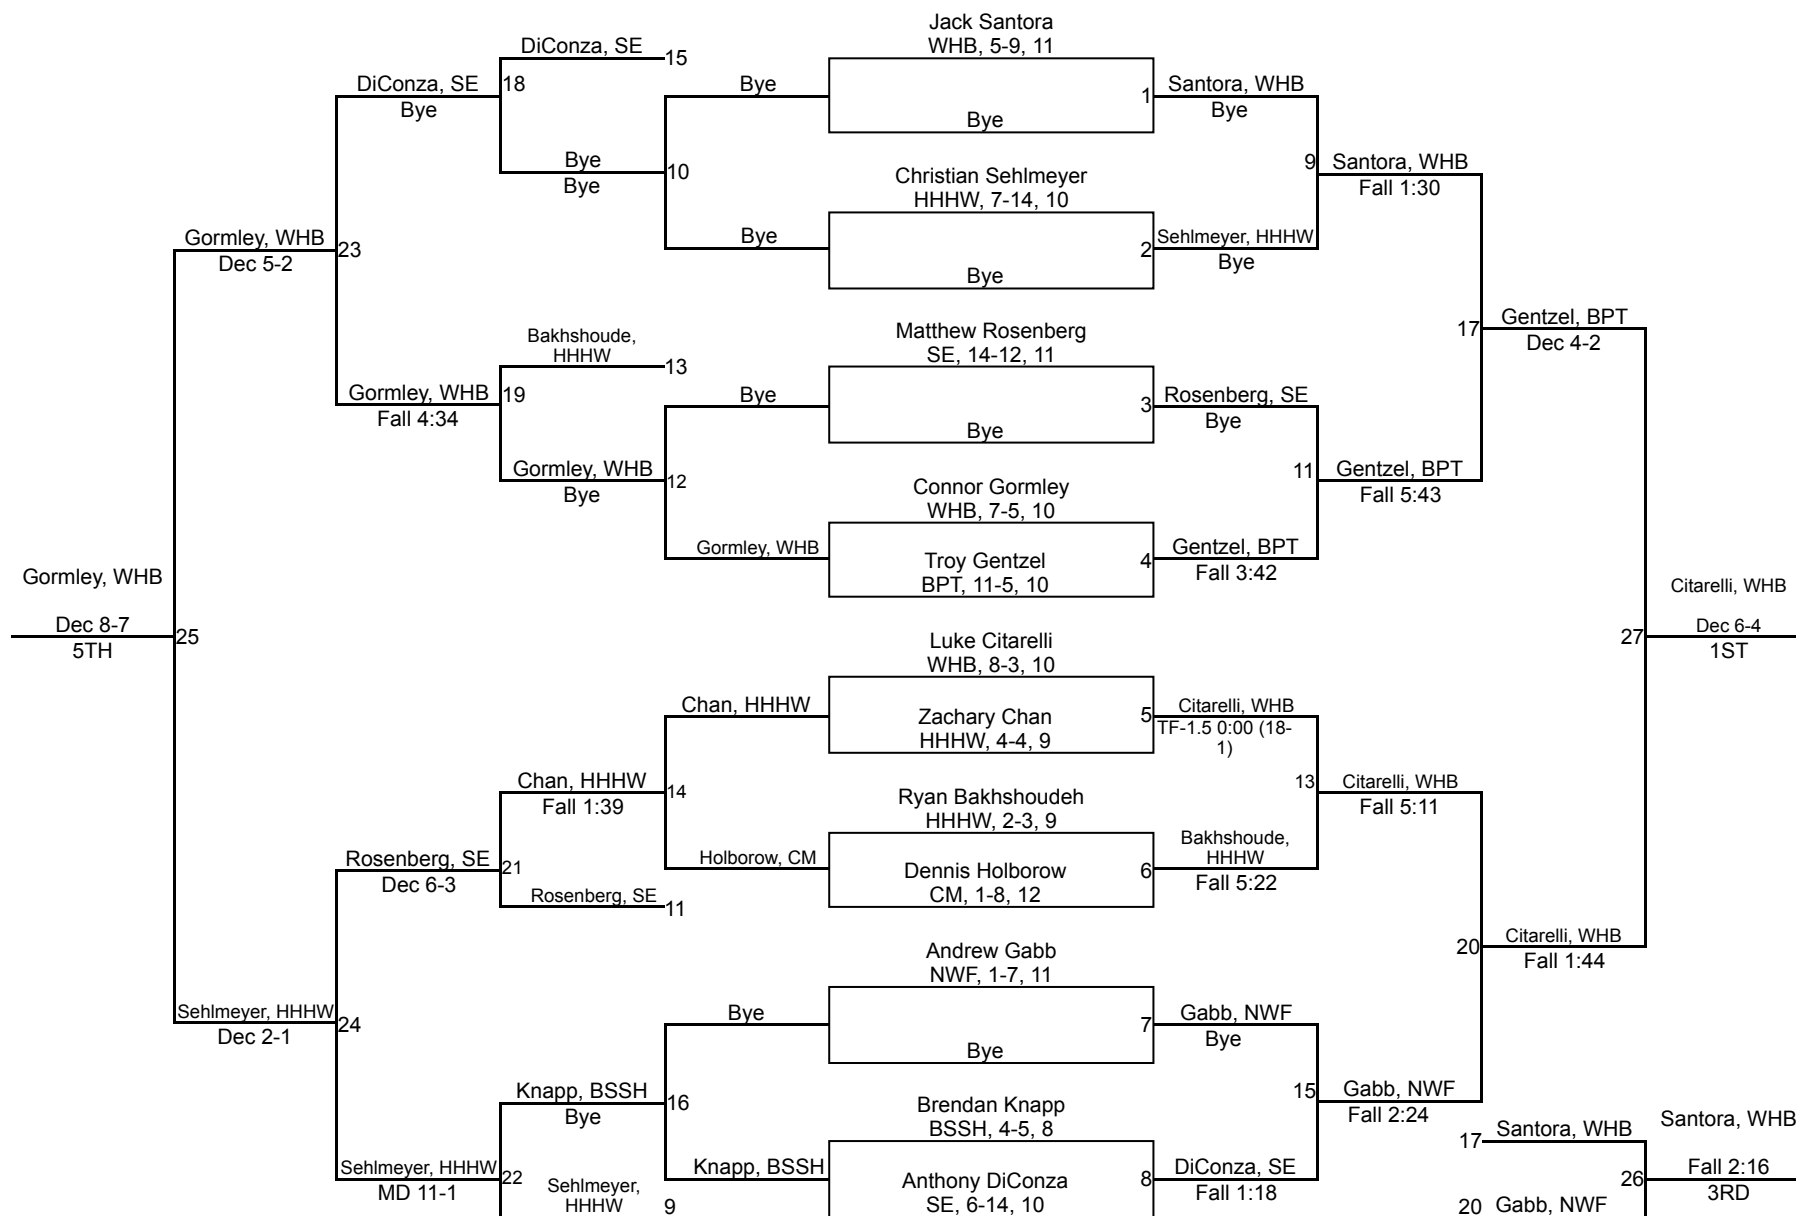 Jack Santora
WHB, 5-9, 11
DiConza, SE
15
DiConza, SE
18
Bye
Bye
1
Santora, WHB
Bye
Bye
Bye
Bye
10
9
Santora, WHB
Fall 1:30
Christian Sehlmeyer
HHHW, 7-14, 10
Gormley, WHB
23
Dec 5-2
Bye
2
Sehlmeyer, HHHW
Bye
Bye
Bakhshoude,
HHHW
13
Matthew Rosenberg
SE, 14-12, 11
17
Gentzel, BPT
Dec 4-2
Gormley, WHB
19
Fall 4:34
Bye
3
Rosenberg, SE
Bye
Bye
Gormley, WHB
12
Bye
11
Gentzel, BPT
Fall 5:43
Connor Gormley
WHB, 7-5, 10
Gormley, WHB
Troy Gentzel
BPT, 11-5, 10
4
Gentzel, BPT
Fall 3:42
Gormley, WHB
Dec 8-7
25
5TH
Citarelli, WHB
27
Dec 6-4
1ST
Luke Citarelli
WHB, 8-3, 10
Chan, HHHW
Zachary Chan
HHHW, 4-4, 9
5
Citarelli, WHB
TF-1.5 0:00 (18-
1)
Chan, HHHW
14
Fall 1:39
13
Citarelli, WHB
Fall 5:11
Ryan Bakhshoudeh
HHHW, 2-3, 9
Rosenberg, SE
21
Dec 6-3
Holborow, CM
Dennis Holborow
CM, 1-8, 12
6
Bakhshoude,
HHHW
Fall 5:22
Rosenberg, SE
11
Andrew Gabb
NWF, 1-7, 11
20
Citarelli, WHB
Fall 1:44
Sehlmeyer, HHHW
24
Dec 2-1
Bye
Bye
7
Gabb, NWF
Bye
Knapp, BSSH
16
Bye
15
Gabb, NWF
Fall 2:24
Brendan Knapp
BSSH, 4-5, 8
17
Santora, WHB
Santora, WHB
Sehlmeyer, HHHW
22
MD 11-1
Sehlmeyer,
HHHW
9
Knapp, BSSH
Anthony DiConza
SE, 6-14, 10
8
DiConza, SE
Fall 1:18
26
Fall 2:16
3RD
20
Gabb, NWF